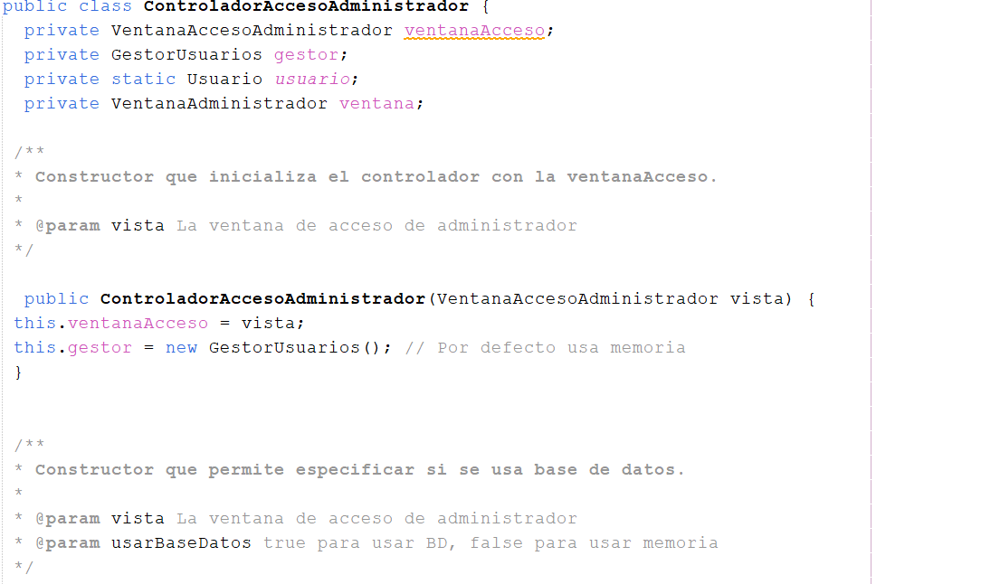 public class ControladorAccesoAdministrador {
private VentanaAccesoAdministrador ventanaAcceso;
private GestorUsuarios gestor;
private static Usuario usuario;
private VentanaAdministrador ventana;
/**
* Constructor que inicializa el controlador con la ventanaAcceso.
*
* @param vista La ventana de acceso de administrador
*/
public ControladorAccesoAdministrador(VentanaAccesoAdministrador vista) {
this.ventanaAcceso = vista;
this.gestor = new GestorUsuarios(); // Por defecto usa memoria
}
/**
* Constructor que permite especificar si se usa base de datos.
*
* @param vista La ventana de acceso de administrador
* @param usarBaseDatos true para usar BD, false para usar memoria
*/